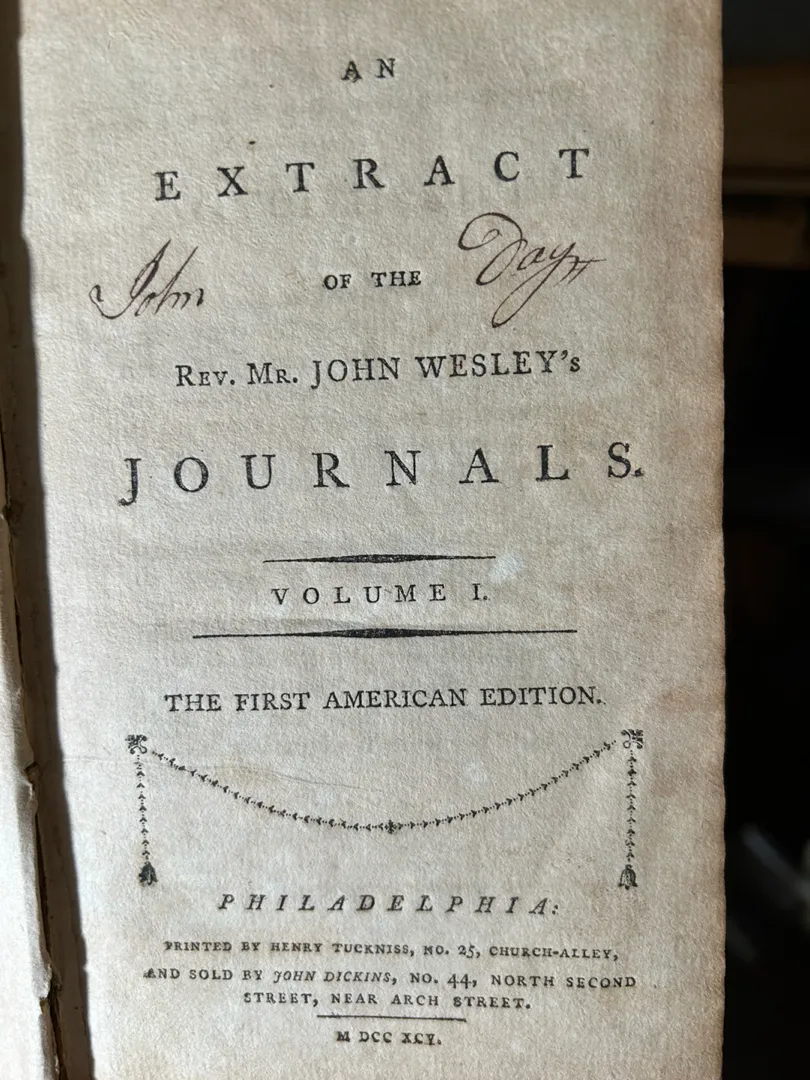 AN
EXTRACT
John OF THE Day
REV. MR. JOHN WESLEY's
JOURNALS.
VOLUME I.
THE FIRST AMERICAN EDITION.
PHILADELPHIA:
PRINTED BY HENRY TUCKNISS, NO. 25, CHURCH-ALLEY,
AND SOLD BY JOHN DICKINS, NO. 44, NORTH SECOND
STREET, NEAR ARCH STREET.
M DCC XCV.